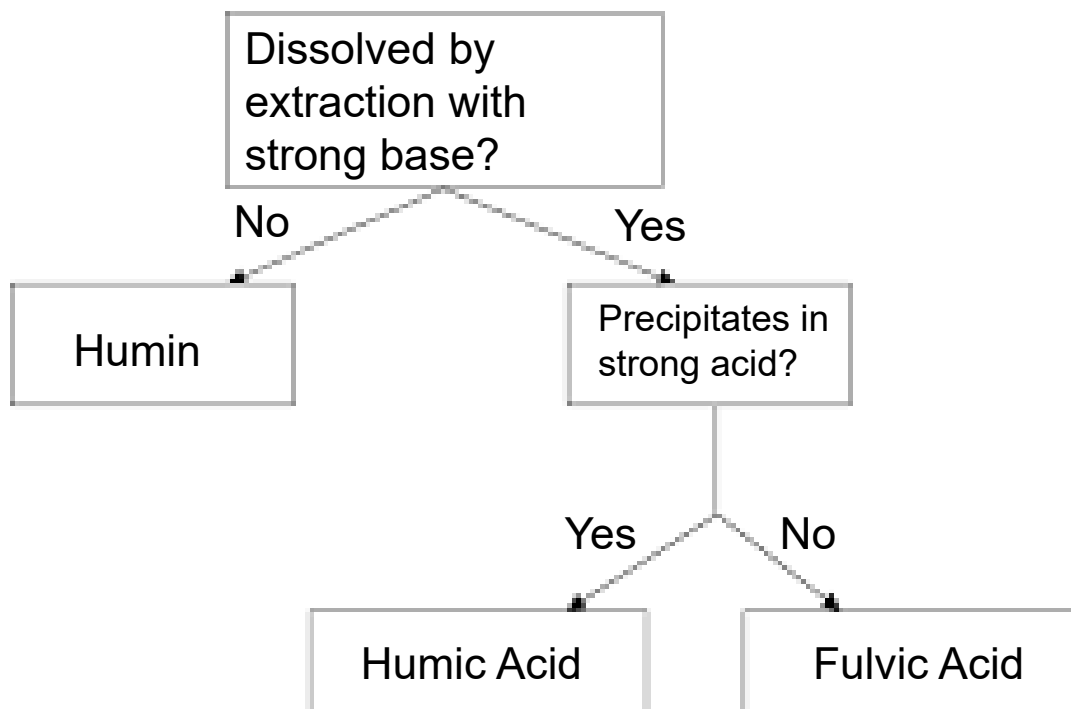 Dissolved by
extraction with
strong base?
No
Yes
Humin
Precipitates in
strong acid?
Yes
No
Humic Acid
Fulvic Acid